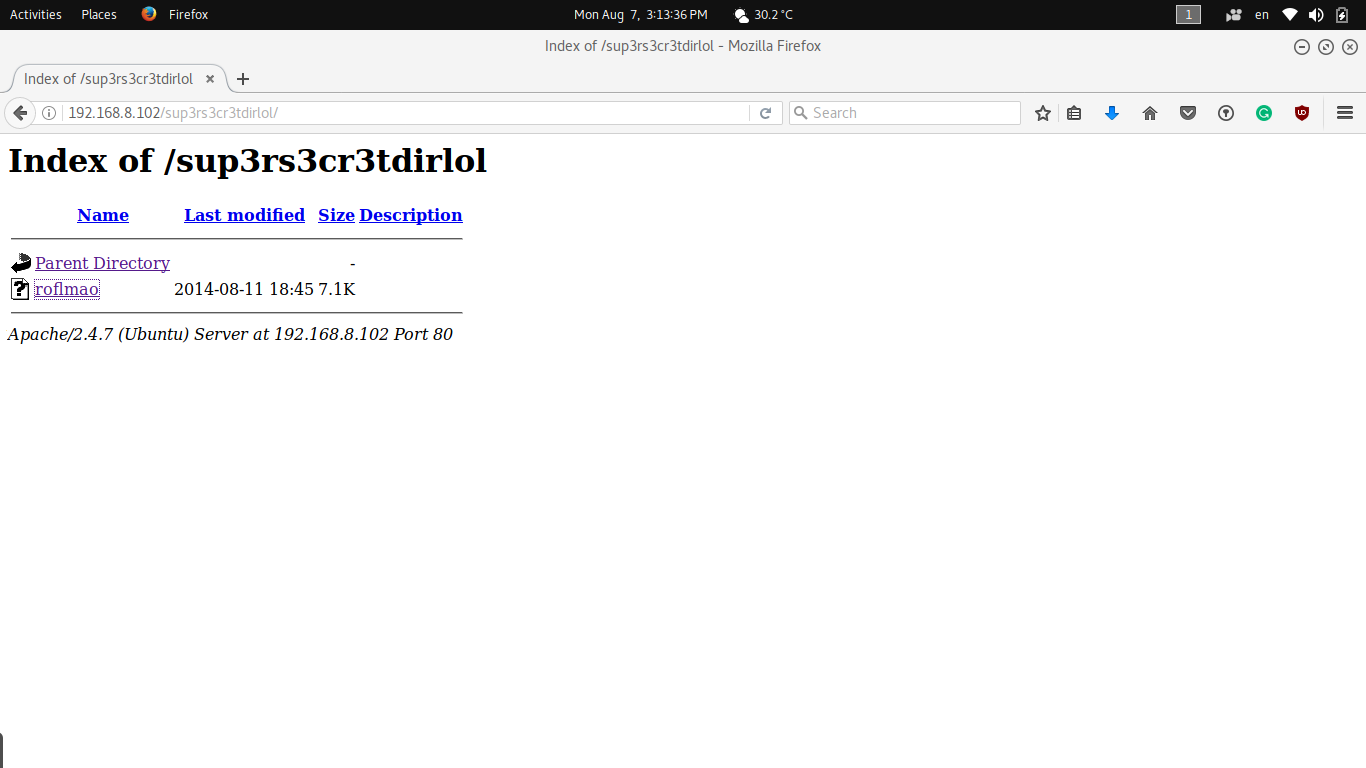 Activities Places Firefox Mon Aug 7, 3:13:36 PM 30.2 °C 1 en
Index of /sup3rs3cr3tdirlol - Mozilla Firefox
Index of /sup3rs3cr3tdirlol
192.168.8.102/sup3rs3cr3tdirlol/ Search
Index of /sup3rs3cr3tdirlol
Name Last modified Size Description
Parent Directory -
roflmao 2014-08-11 18:45 7.1K
Apache/2.4.7 (Ubuntu) Server at 192.168.8.102 Port 80